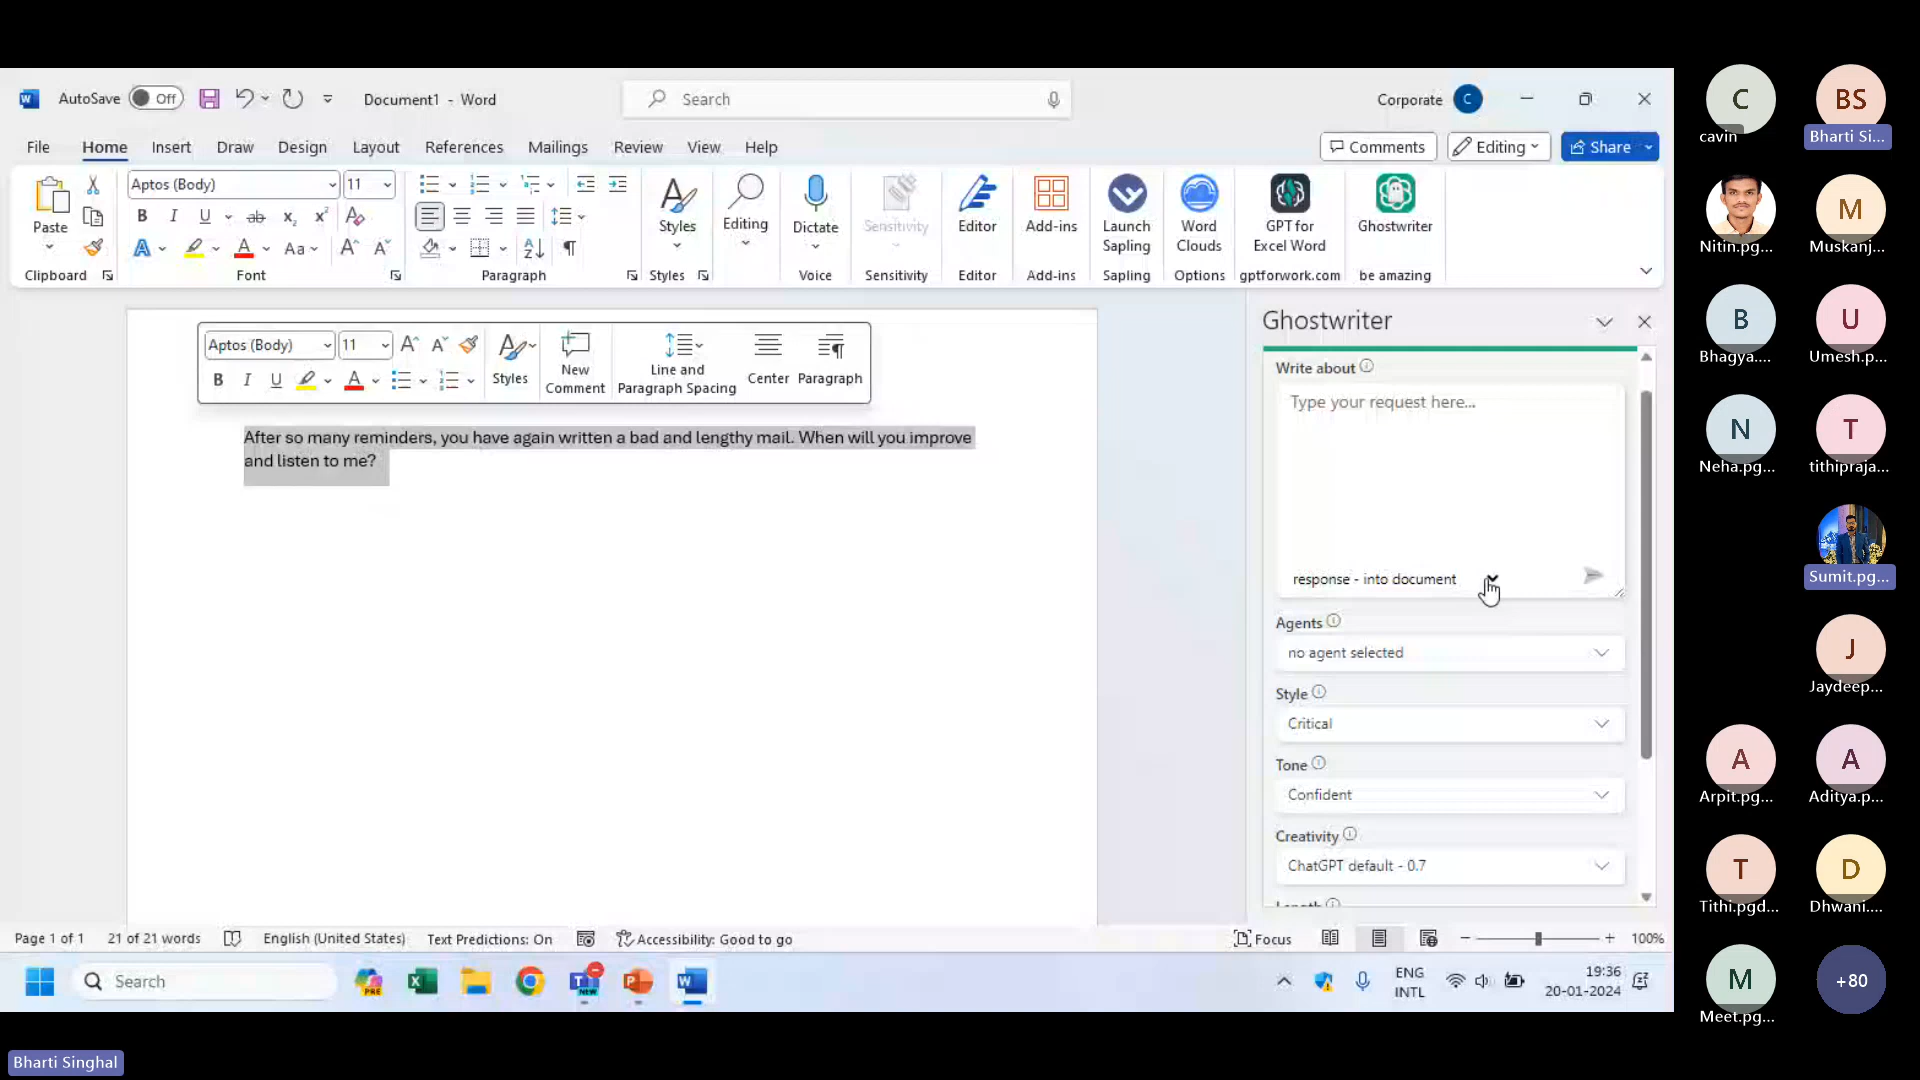 AutoSave Off Document1 - Word Search Corporate C
File Home Insert Draw Design Layout References Mailings Review View Help Comments Editing Share
Paste
Clipboard
Aptos (Body) 11
B I U ab x₂ x² A
A A Aa A A
Font
Paragraph
Styles
Styles
Editing
Dictate
Voice
Sensitivity
Sensitivity
Editor
Editor
Add-ins
Add-ins
Launch
Sapling
Sapling
Word
Clouds
Options
GPT for
Excel Word
gptforwork.com
Ghostwriter
be amazing
Aptos (Body) 11 A A
B I U A
Styles
New
Comment
Line and
Paragraph Spacing
Center
Paragraph
After so many reminders, you have again written a bad and lengthy mail. When will you improve
and listen to me?
Ghostwriter
Write about
Type your request here...
response - into document
Agents
no agent selected
Style
Critical
Tone
Confident
Creativity
ChatGPT default - 0.7
Length
Page 1 of 1 21 of 21 words English (United States) Text Predictions: On Accessibility: Good to go Focus 100%
Search
PRE
NEW
ENG
INTL
19:36
20-01-2024
C
cavin
BS
Bharti Si...
Nitin.pg...
M
Muskanj...
B
Bhagya....
U
Umesh.p...
N
Neha.pg...
T
tithipraja...
Sumit.pg...
J
Jaydeep...
A
Arpit.pg...
A
Aditya.p...
T
Tithi.pgd...
D
Dhwani....
M
Meet.pg...
+80
Bharti Singhal